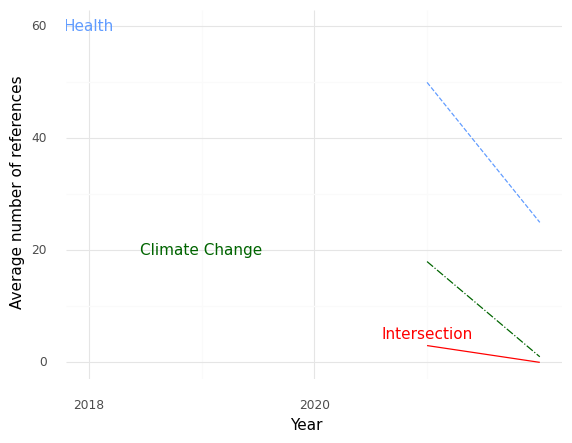 60
Health
40
Average number of references
20
Climate Change
Intersection
0
2018
2020
Year